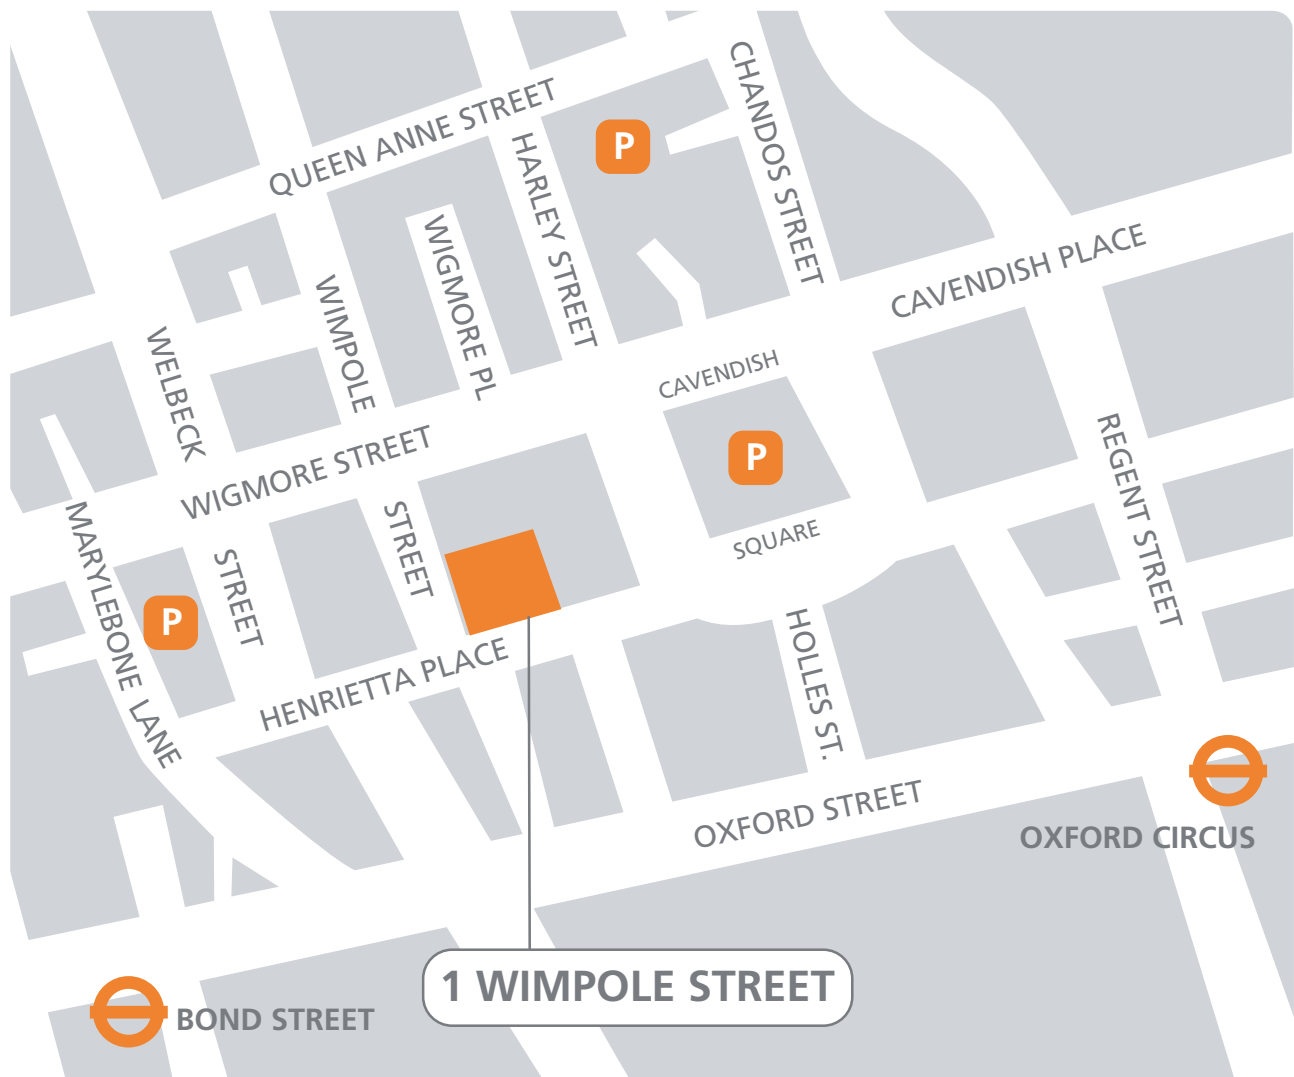 CHANDOS STREET
QUEEN ANNE STREET
P
HARLEY STREET
WIGMORE PL
CAVENDISH PLACE
WIMPOLE
WELBECK
CAVENDISH
WIGMORE STREET
P
REGENT STREET
MARYLEBONE LANE
STREET
STREET
SQUARE
P
HOLLES ST.
HENRIETTA PLACE
OXFORD STREET
OXFORD CIRCUS
1 WIMPOLE STREET
BOND STREET